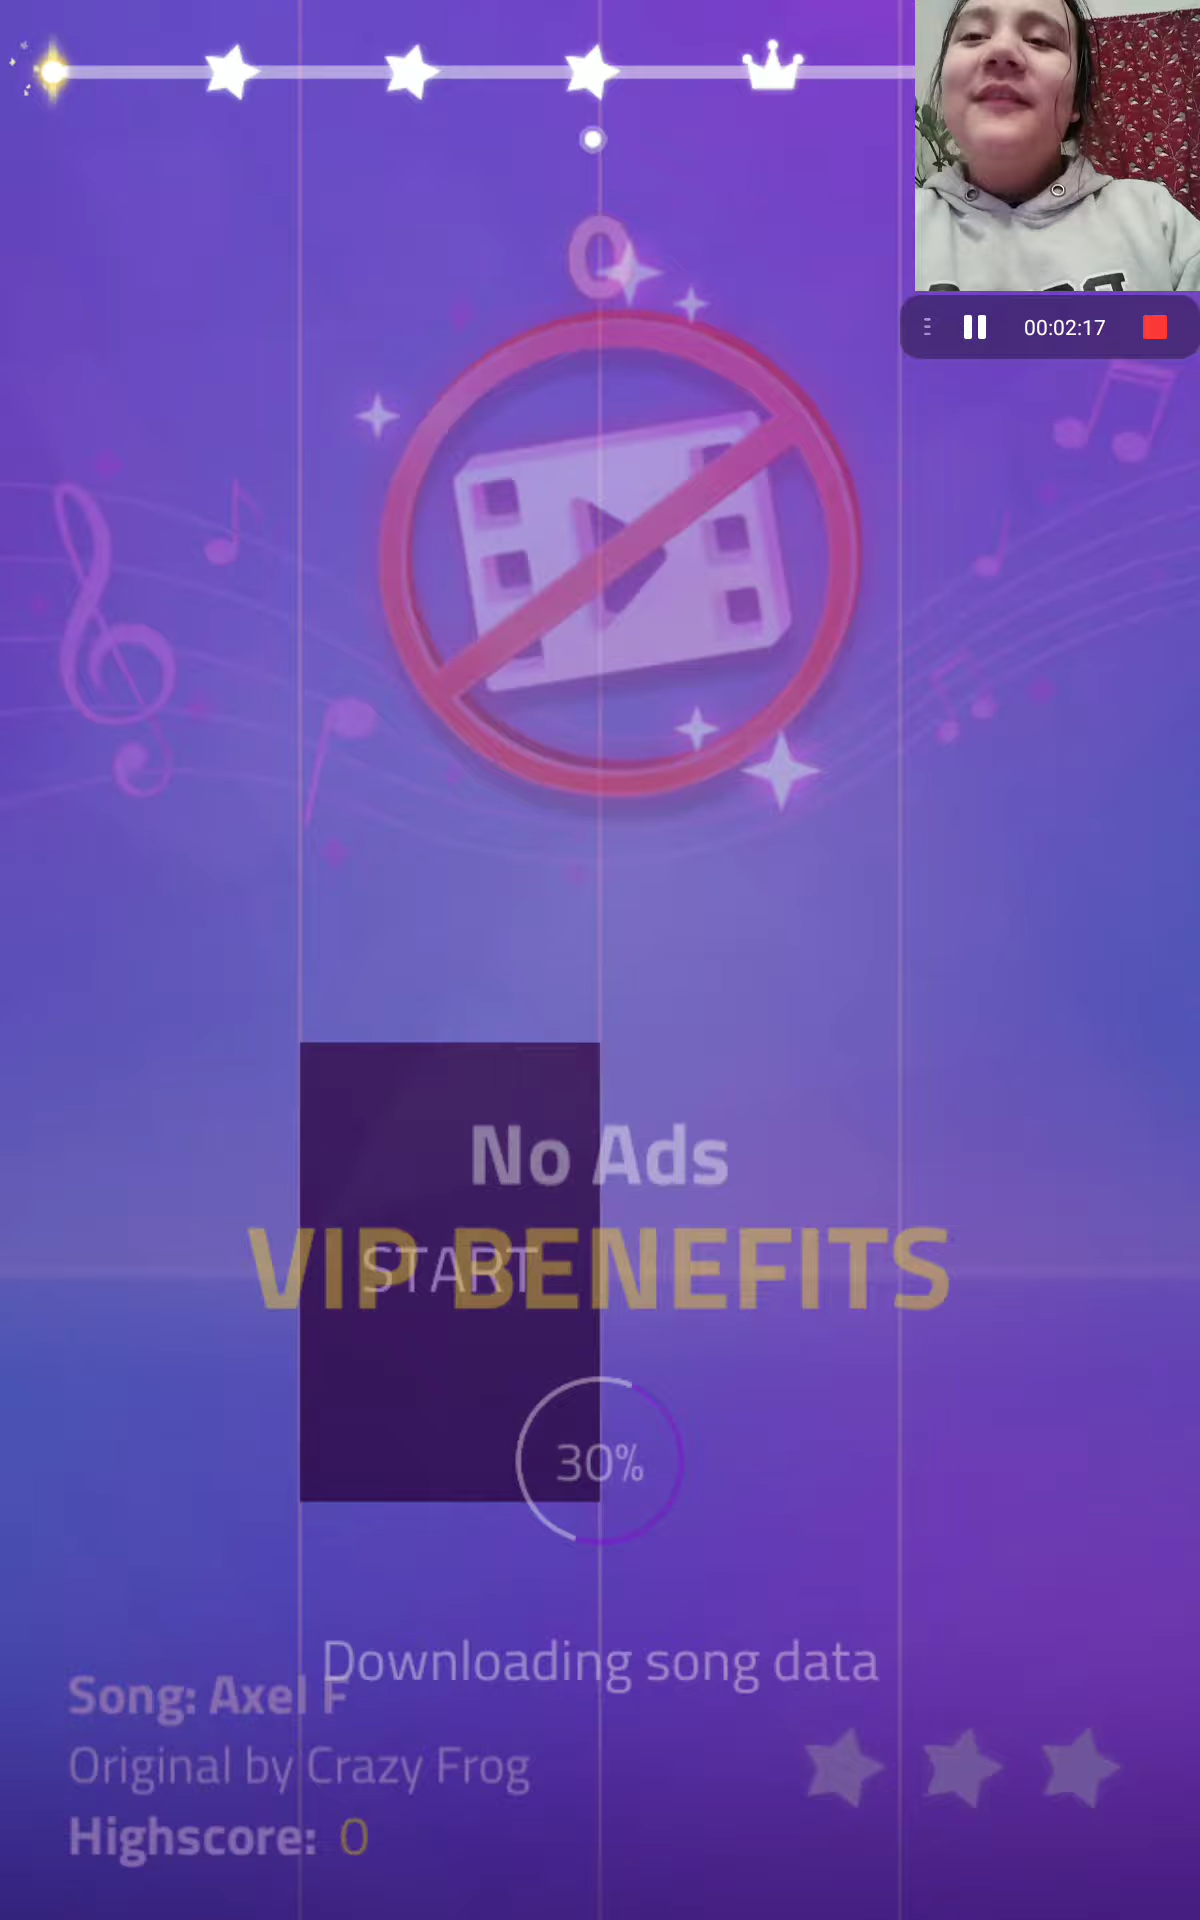 0
00:02:17
No Ads
VIP BENEFITS
START
30%
Downloading song data
Song: Axel F
Original by Crazy Frog
Highscore: 0